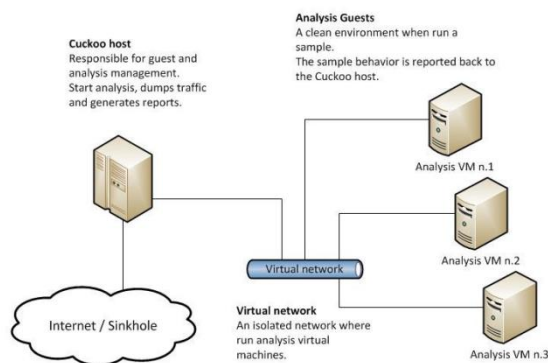 Cuckoo host
Responsible for guest and
analysis management.
Start analysis, dumps traffic
and generates reports.
Analysis Guests
A clean environment when run a
sample.
The sample behavior is reported back to
the Cuckoo host.
Analysis VM n.1
Virtual network
Analysis VM n.2
Internet / Sinkhole
Virtual network
An isolated network where
run analysis virtual
machines.
Analysis VM n.3